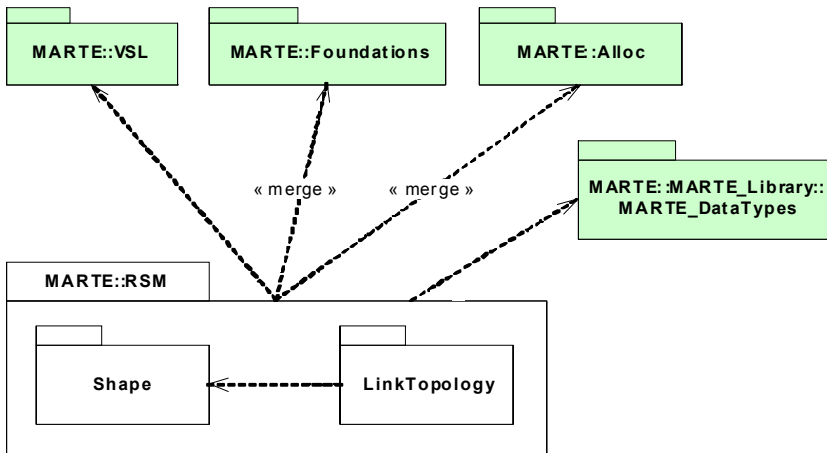 MARTE::VSL
MARTE::Foundations
MARTE::Alloc
« merge »
« merge »
MARTE::MARTE_Library::
MARTE_DataTypes
MARTE::RSM
Shape
LinkTopology